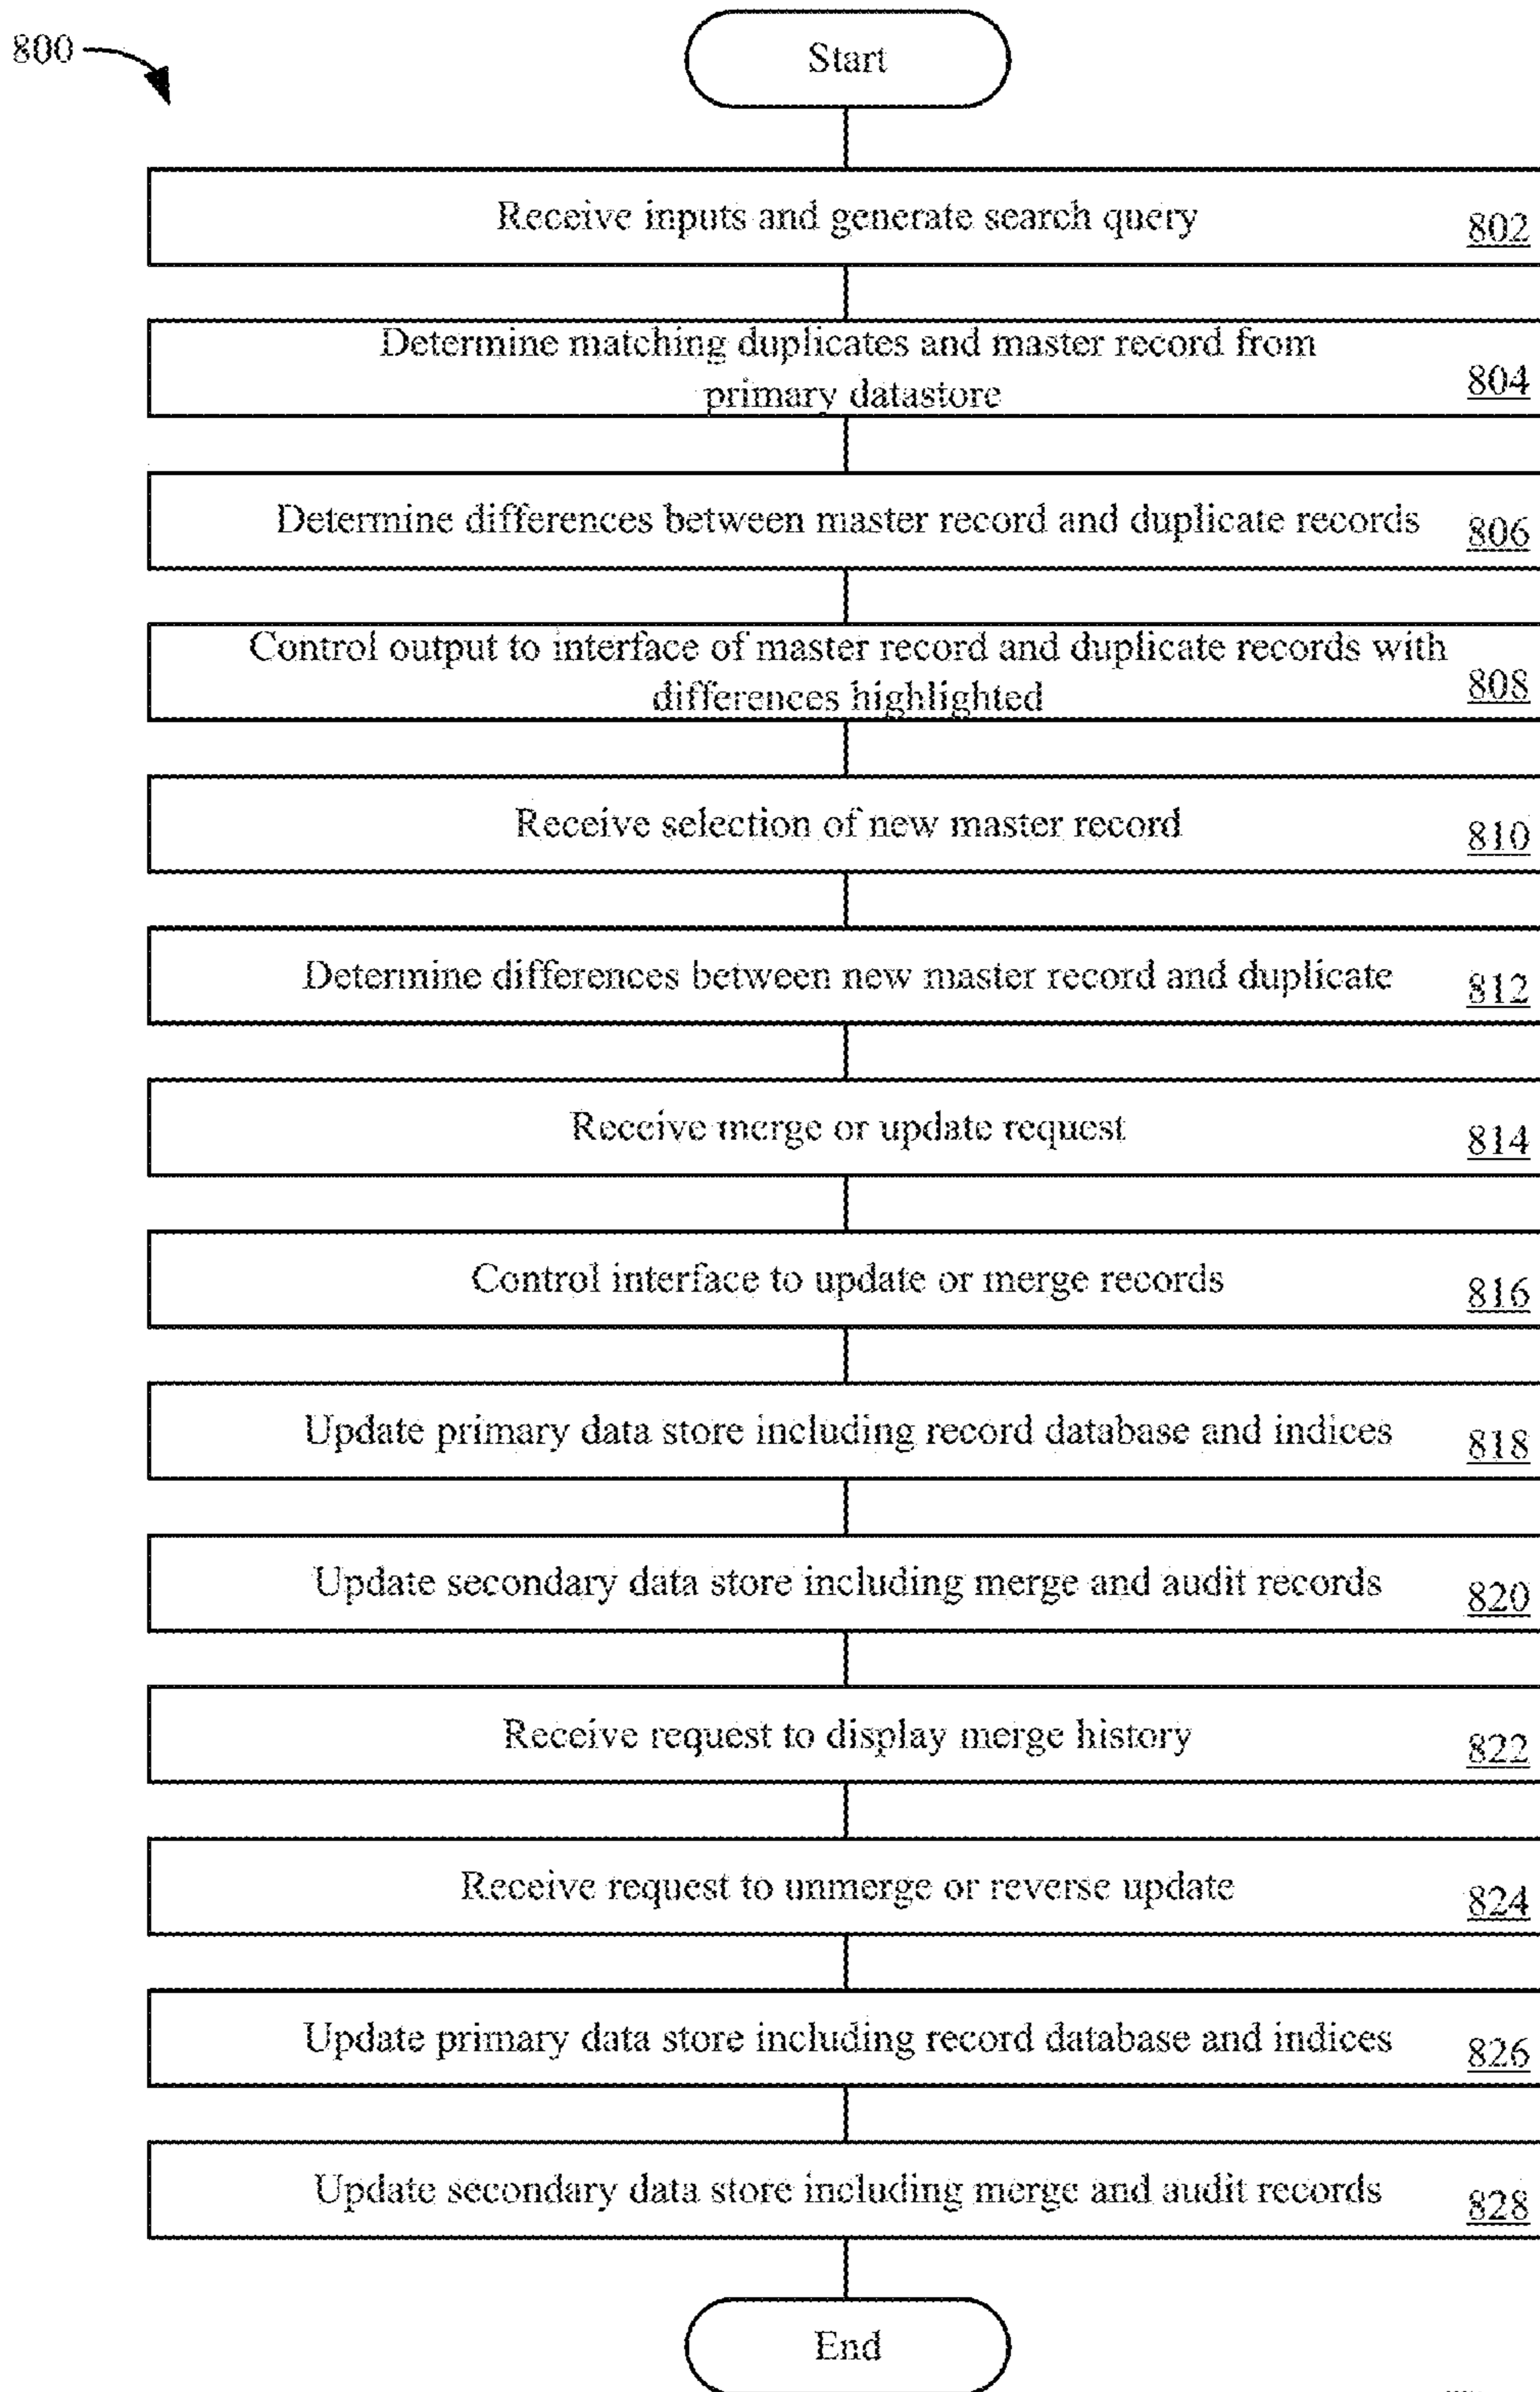 800
Start
Receive inputs and generate search query
802
Determine matching duplicates and master record from
primary datastore
804
Determine differences between master record and duplicate records
806
Control output to interface of master record and duplicate records with
differences highlighted
808
Receive selection of new master record
810
Determine differences between new master record and duplicate
812
Receive merge or update request
814
Control interface to update or merge records
816
Update primary data store including record database and indices
818
Update secondary data store including merge and audit records
820
Receive request to display merge history
822
Receive request to unmerge or reverse update
824
Update primary data store including record database and indices
826
Update secondary data store including merge and audit records
828
End